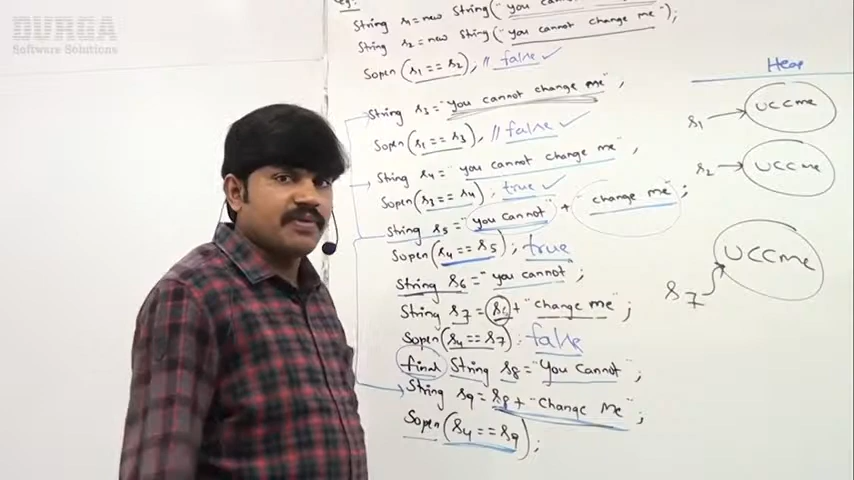 DURGA
Software Solutions
eg:
String s1=new String("you cannot change me");
String s2=new String("you cannot change me");
Sopln(s1==s2); // false ✓
String s3="you cannot change me";
Sopln(s1==s3); // false ✓
String s4="you cannot change me";
Sopln(s3==s4); true ✓
String s5="you cannot" + "change me";
Sopln(s4==s5); true
String s6="you cannot";
String s7=s6+"change me";
Sopln(s4==s7); false
final String s8="you cannot";
String s9=s8+"change me";
Sopln(s4==s9);
Heap
s1 → UCCme
s2 → UCCme
s7 → UCCme